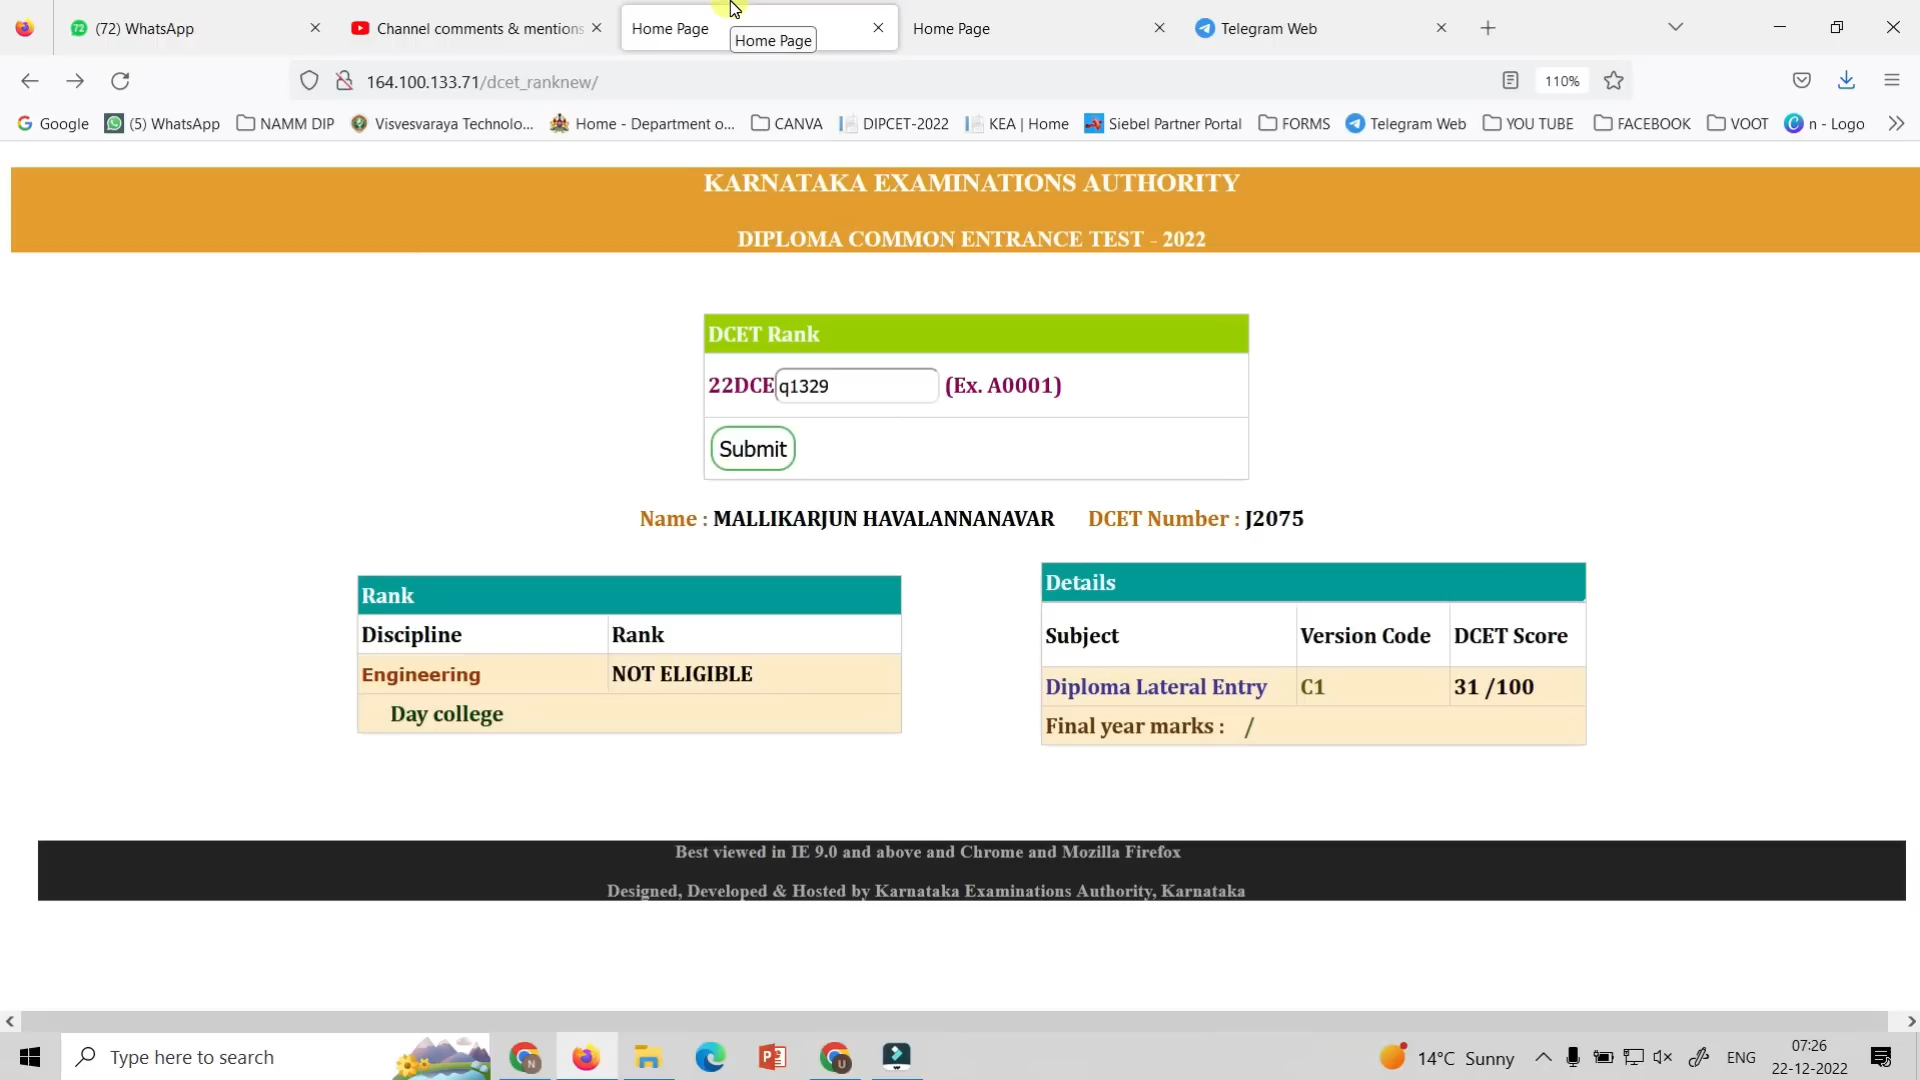 (72) WhatsApp
Channel comments & mentions
Home Page
Home Page
Telegram Web
Home Page
164.100.133.71/dcet_ranknew/
110%
Google
(5) WhatsApp
NAMM DIP
Visvesvaraya Technolo...
Home - Department o...
CANVA
DIPCET-2022
KEA | Home
Siebel Partner Portal
FORMS
Telegram Web
YOU TUBE
FACEBOOK
VOOT
n - Logo
KARNATAKA EXAMINATIONS AUTHORITY
DIPLOMA COMMON ENTRANCE TEST - 2022
DCET Rank
22DCE q1329 (Ex. A0001)
Submit
Name : MALLIKARJUN HAVALANNANAVAR DCET Number : J2075
Rank
Discipline Rank
Engineering NOT ELIGIBLE
Day college
Details
Subject Version Code DCET Score
Diploma Lateral Entry C1 31 /100
Final year marks : /
Best viewed in IE 9.0 and above and Chrome and Mozilla Firefox
Designed, Developed & Hosted by Karnataka Examinations Authority, Karnataka
Type here to search
14°C Sunny
ENG
07:26
22-12-2022